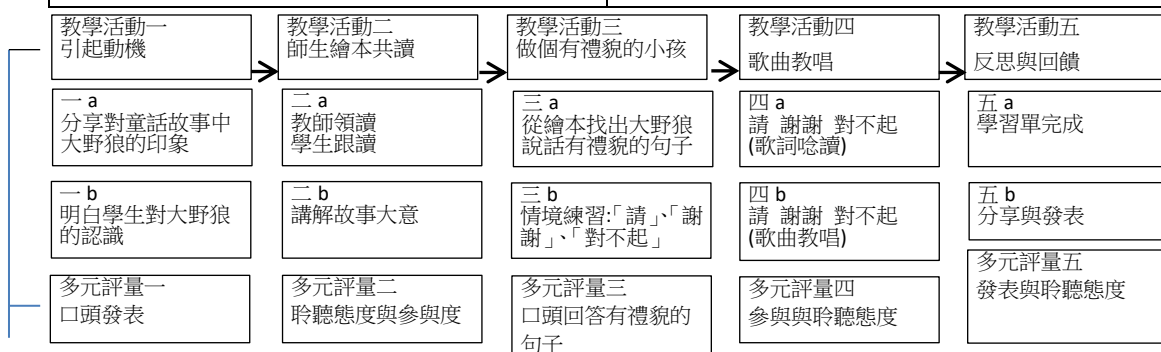 教學活動一
引起動機
教學活動二
師生繪本共讀
教學活動三
做個有禮貌的小孩
教學活動四
歌曲教唱
教學活動五
反思與回饋
一 a
分享對童話故事中
大野狼的印象
二 a
教師領讀
學生跟讀
三 a
從繪本找出大野狼
說話有禮貌的句子
四 a
請 謝謝 對不起
(歌詞唸讀)
五 a
學習單完成
一 b
明白學生對大野狼
的認識
二 b
講解故事大意
三 b
情境練習:「請」、「謝
謝」、「對不起」
四 b
請 謝謝 對不起
(歌曲教唱)
五 b
分享與發表
多元評量一
口頭發表
多元評量二
聆聽態度與參與度
多元評量三
口頭回答有禮貌的
句子
多元評量四
參與與聆聽態度
多元評量五
發表與聆聽態度